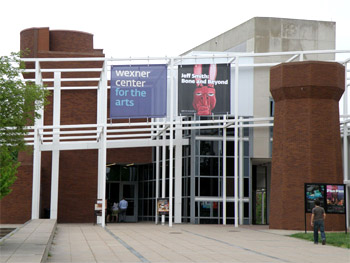 wexner
center
for the
arts
Jeff Smith:
Bone and Beyond